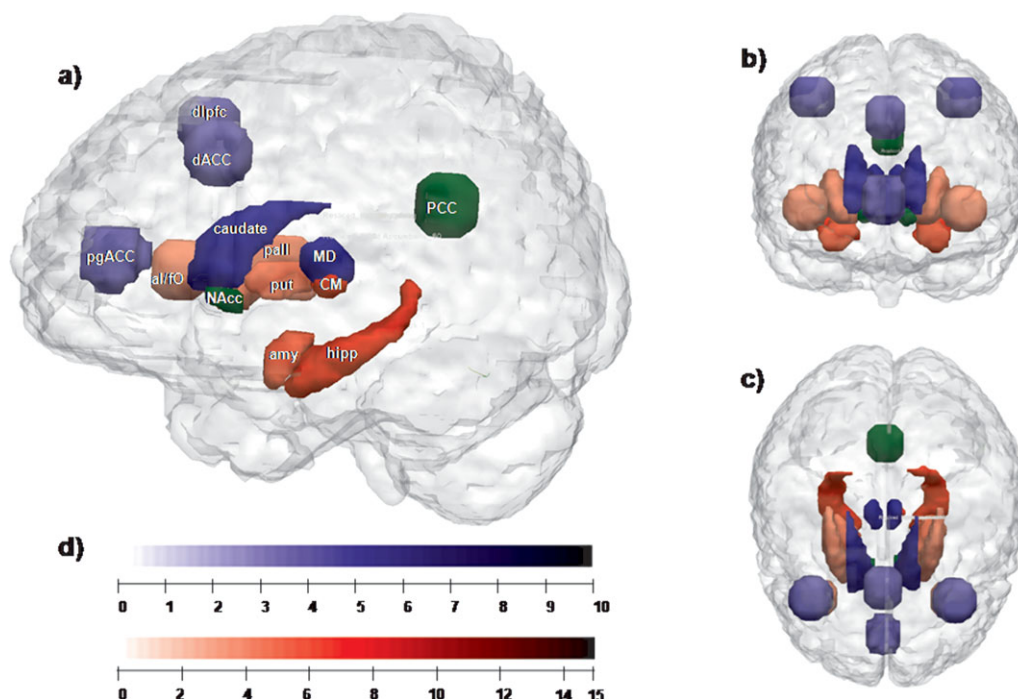 a)
dlpfc
dACC
PCC
caudate
pgACC
pall
MD
aI/fO
put
CM
NAcc
amy
hipp
b)
c)
d)
0 1 2 3 4 5 6 7 8 9 10
0 2 4 6 8 10 12 14 15